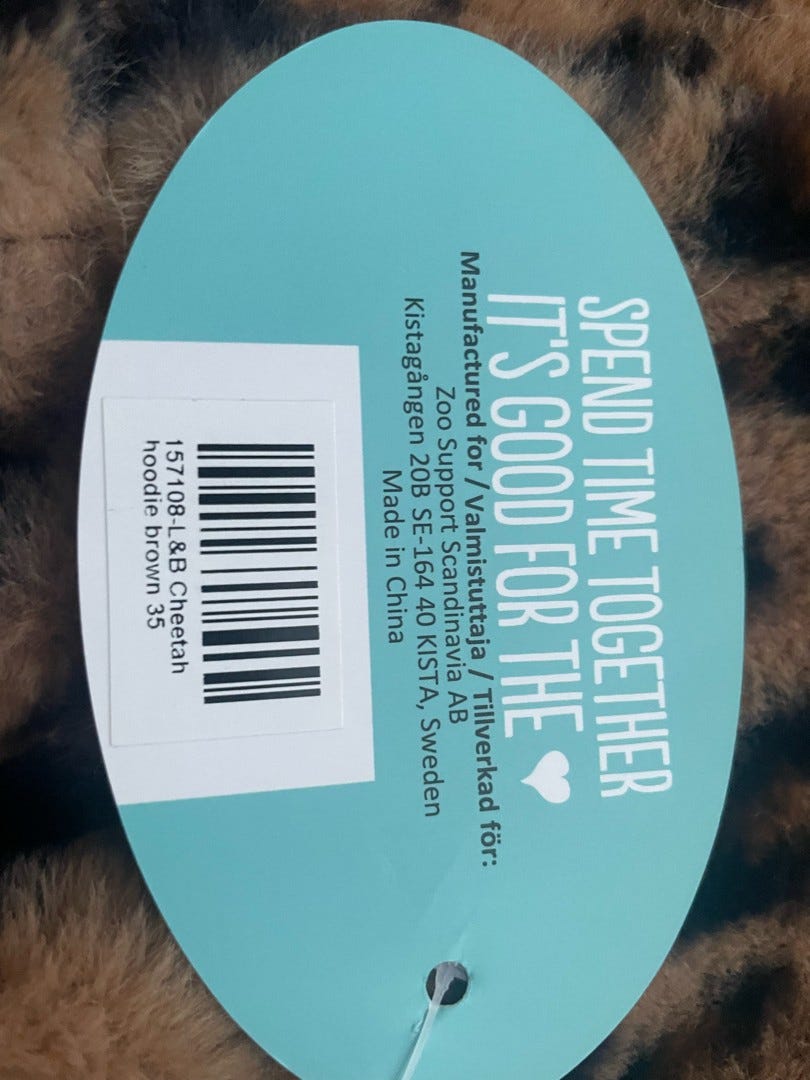 SPEND TIME TOGETHER
IT'S GOOD FOR THE
Manufactured for / Valmistuttaja / Tillverkad för:
Zoo Support Scandinavia AB
Kistagången 20B SE-164 40 KISTA, Sweden
Made in China
157108-L&B Cheetah
hoodie brown 35